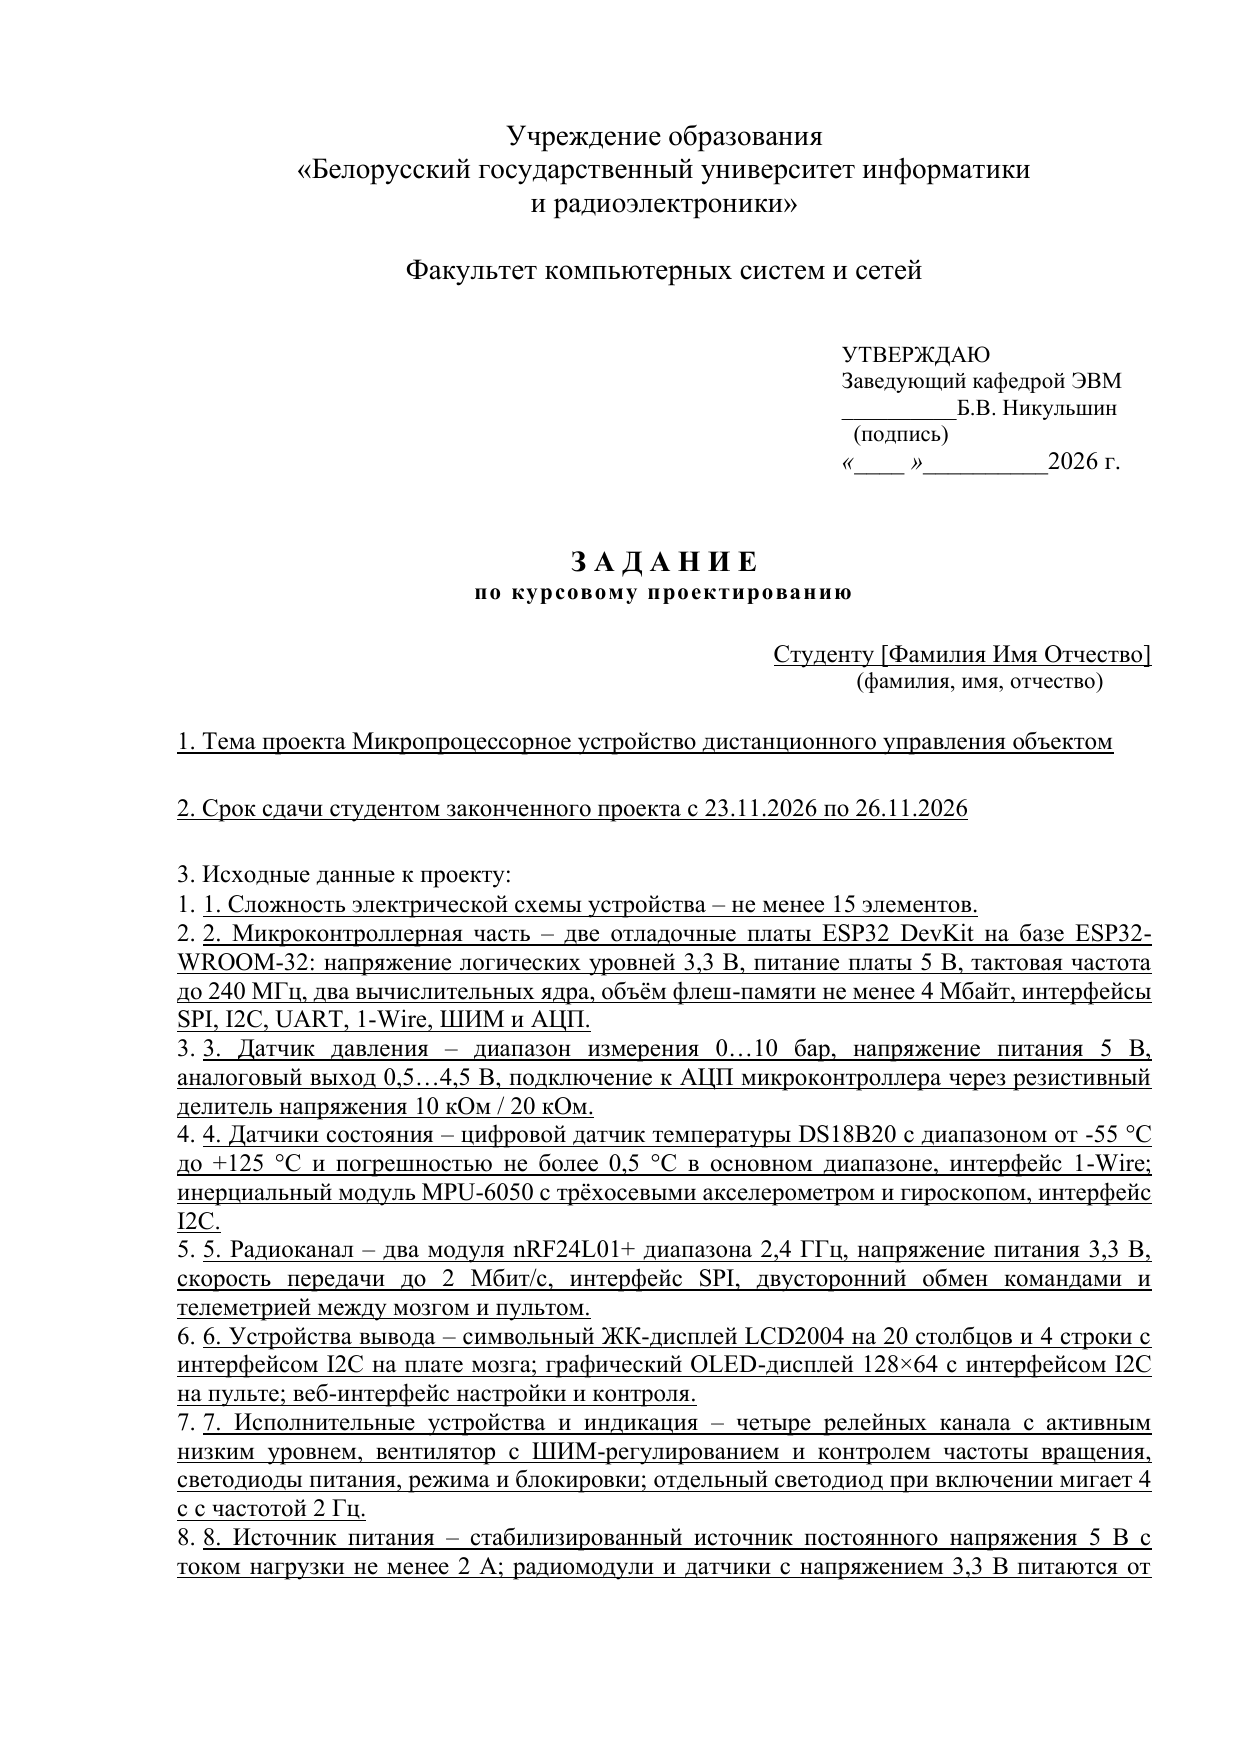 Учреждение образования
«Белорусский государственный университет информатики
и радиоэлектроники»
Факультет компьютерных систем и сетей
УТВЕРЖДАЮ
Заведующий кафедрой ЭВМ
__________Б.В. Никульшин
(подпись)
«____ »__________2026 г.
З А Д А Н И Е
по курсовому проектированию
Студенту [Фамилия Имя Отчество]
(фамилия, имя, отчество)
1. Тема проекта Микропроцессорное устройство дистанционного управления объектом
2. Срок сдачи студентом законченного проекта с 23.11.2026 по 26.11.2026
3. Исходные данные к проекту:
1. 1. Сложность электрической схемы устройства – не менее 15 элементов.
2. 2. Микроконтроллерная часть – две отладочные платы ESP32 DevKit на базе ESP32-
WROOM-32: напряжение логических уровней 3,3 В, питание платы 5 В, тактовая частота
до 240 МГц, два вычислительных ядра, объём флеш-памяти не менее 4 Мбайт, интерфейсы
SPI, I2C, UART, 1-Wire, ШИМ и АЦП.
3. 3. Датчик давления – диапазон измерения 0…10 бар, напряжение питания 5 В,
аналоговый выход 0,5…4,5 В, подключение к АЦП микроконтроллера через резистивный
делитель напряжения 10 кОм / 20 кОм.
4. 4. Датчики состояния – цифровой датчик температуры DS18B20 с диапазоном от -55 °C
до +125 °C и погрешностью не более 0,5 °C в основном диапазоне, интерфейс 1-Wire;
инерциальный модуль MPU-6050 с трёхосевыми акселерометром и гироскопом, интерфейс
I2C.
5. 5. Радиоканал – два модуля nRF24L01+ диапазона 2,4 ГГц, напряжение питания 3,3 В,
скорость передачи до 2 Мбит/с, интерфейс SPI, двусторонний обмен командами и
телеметрией между мозгом и пультом.
6. 6. Устройства вывода – символьный ЖК-дисплей LCD2004 на 20 столбцов и 4 строки с
интерфейсом I2C на плате мозга; графический OLED-дисплей 128×64 с интерфейсом I2C
на пульте; веб-интерфейс настройки и контроля.
7. 7. Исполнительные устройства и индикация – четыре релейных канала с активным
низким уровнем, вентилятор с ШИМ-регулированием и контролем частоты вращения,
светодиоды питания, режима и блокировки; отдельный светодиод при включении мигает 4
с с частотой 2 Гц.
8. 8. Источник питания – стабилизированный источник постоянного напряжения 5 В с
током нагрузки не менее 2 А; радиомодули и датчики с напряжением 3,3 В питаются от